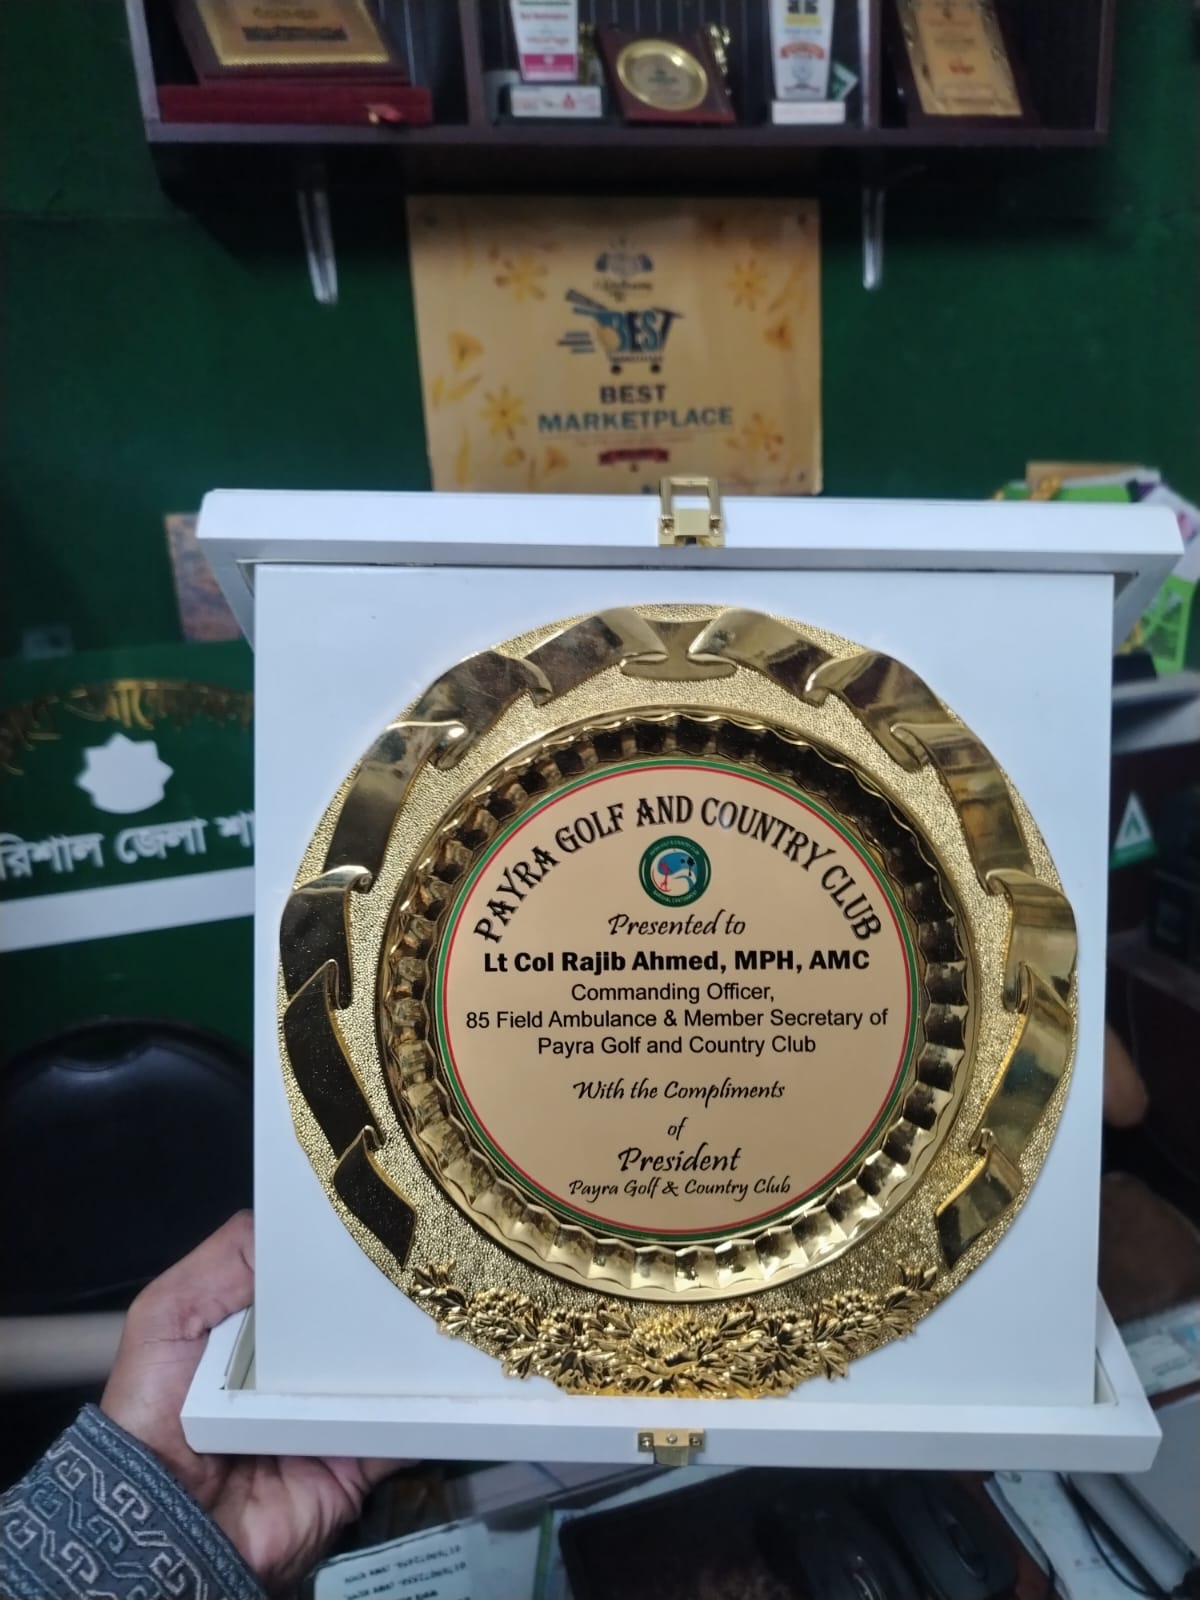 BEST
BEST
MARKETPLACE
রিশাল জেলা শা
PAYRA GOLF AND COUNTRY CLUB
Presented to
Lt Col Rajib Ahmed, MPH, AMC
Commanding Officer,
85 Field Ambulance & Member Secretary of
Payra Golf and Country Club
With the Compliments
of
President
Payra Golf & Country Club